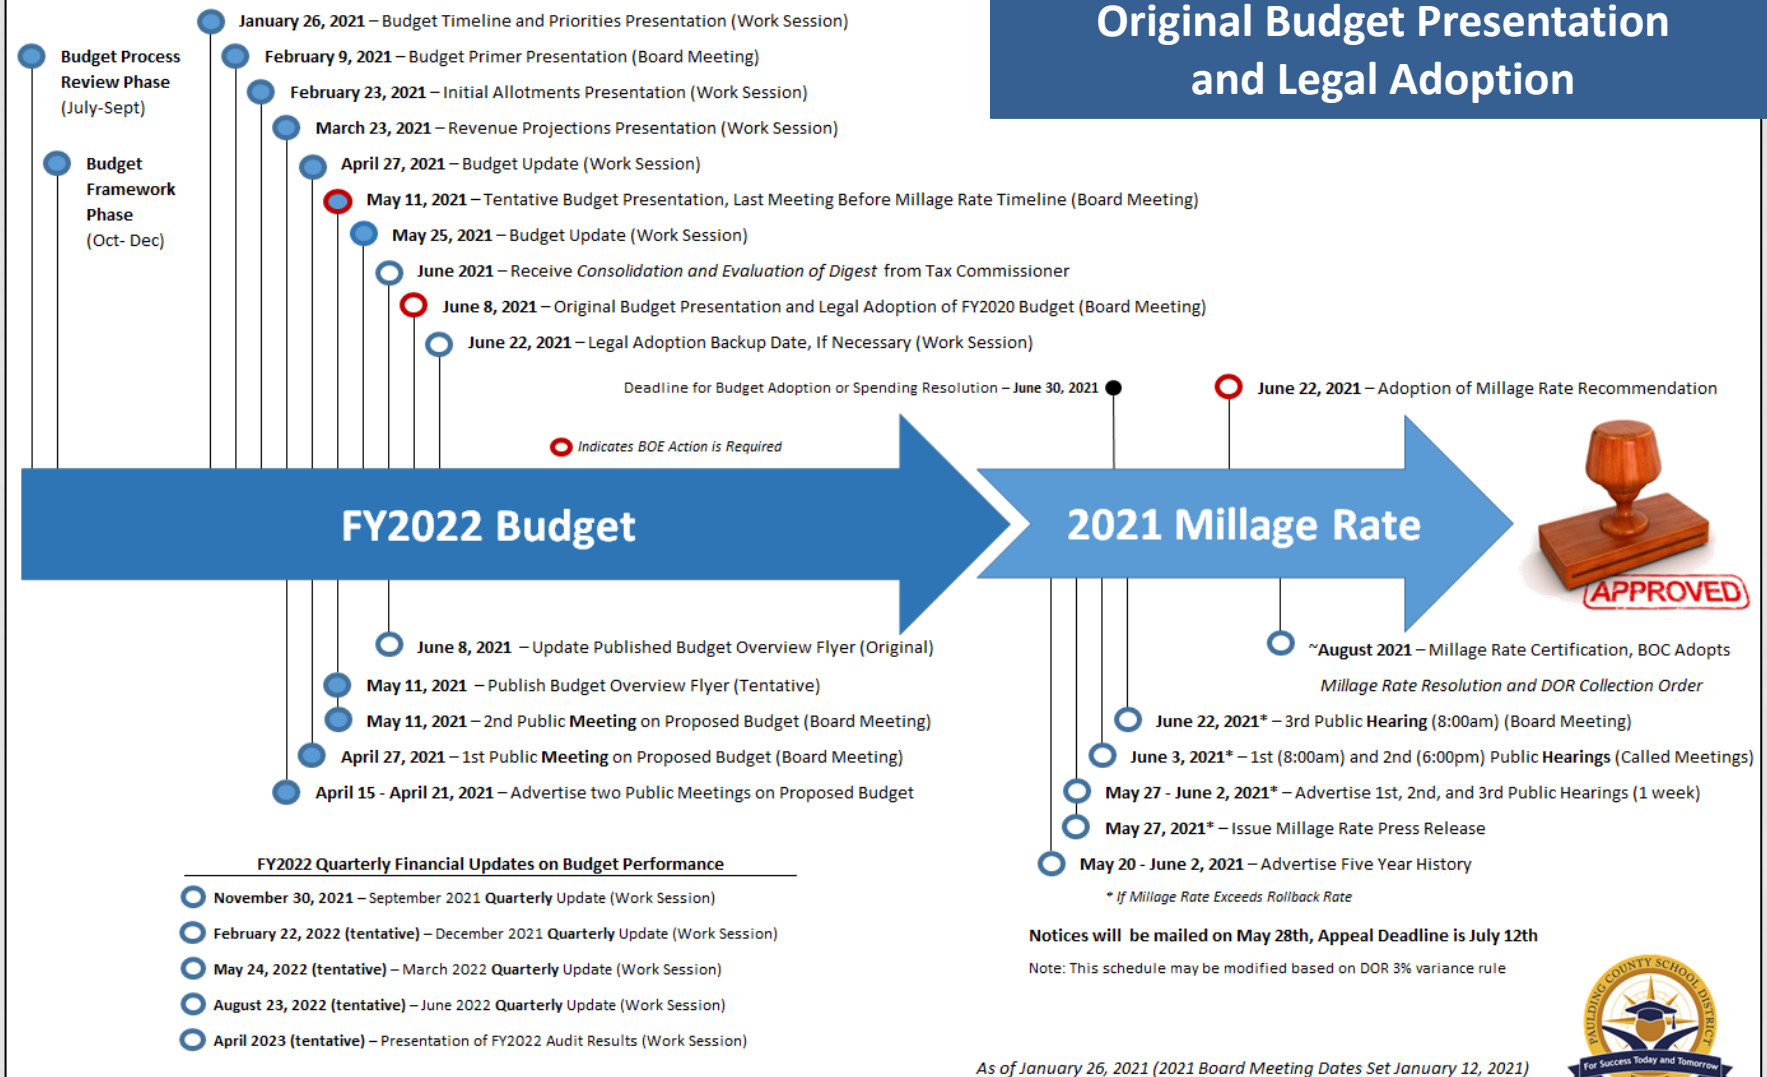 Original Budget Presentation
and Legal Adoption
January 26, 2021 – Budget Timeline and Priorities Presentation (Work Session)
Budget Process
Review Phase
(July-Sept)
February 9, 2021 – Budget Primer Presentation (Board Meeting)
February 23, 2021 – Initial Allotments Presentation (Work Session)
March 23, 2021 – Revenue Projections Presentation (Work Session)
Budget
Framework
Phase
(Oct- Dec)
April 27, 2021 – Budget Update (Work Session)
May 11, 2021 – Tentative Budget Presentation, Last Meeting Before Millage Rate Timeline (Board Meeting)
May 25, 2021 – Budget Update (Work Session)
June 2021 – Receive Consolidation and Evaluation of Digest from Tax Commissioner
June 8, 2021 – Original Budget Presentation and Legal Adoption of FY2020 Budget (Board Meeting)
June 22, 2021 – Legal Adoption Backup Date, If Necessary (Work Session)
Deadline for Budget Adoption or Spending Resolution – June 30, 2021
June 22, 2021 – Adoption of Millage Rate Recommendation
Indicates BOE Action is Required
FY2022 Budget
2021 Millage Rate
APPROVED
June 8, 2021 – Update Published Budget Overview Flyer (Original)
May 11, 2021 – Publish Budget Overview Flyer (Tentative)
May 11, 2021 – 2nd Public Meeting on Proposed Budget (Board Meeting)
April 27, 2021 – 1st Public Meeting on Proposed Budget (Board Meeting)
April 15 - April 21, 2021 – Advertise two Public Meetings on Proposed Budget
~August 2021 – Millage Rate Certification, BOC Adopts
Millage Rate Resolution and DOR Collection Order
June 22, 2021* – 3rd Public Hearing (8:00am) (Board Meeting)
June 3, 2021* – 1st (8:00am) and 2nd (6:00pm) Public Hearings (Called Meetings)
May 27 - June 2, 2021* – Advertise 1st, 2nd, and 3rd Public Hearings (1 week)
May 27, 2021* – Issue Millage Rate Press Release
May 20 - June 2, 2021 – Advertise Five Year History
* If Millage Rate Exceeds Rollback Rate
FY2022 Quarterly Financial Updates on Budget Performance
November 30, 2021 – September 2021 Quarterly Update (Work Session)
February 22, 2022 (tentative) – December 2021 Quarterly Update (Work Session)
May 24, 2022 (tentative) – March 2022 Quarterly Update (Work Session)
August 23, 2022 (tentative) – June 2022 Quarterly Update (Work Session)
April 2023 (tentative) – Presentation of FY2022 Audit Results (Work Session)
Notices will be mailed on May 28th, Appeal Deadline is July 12th
Note: This schedule may be modified based on DOR 3% variance rule
PAULDING COUNTY SCHOOL DISTRICT
For Success Today and Tomorrow
As of January 26, 2021 (2021 Board Meeting Dates Set January 12, 2021)